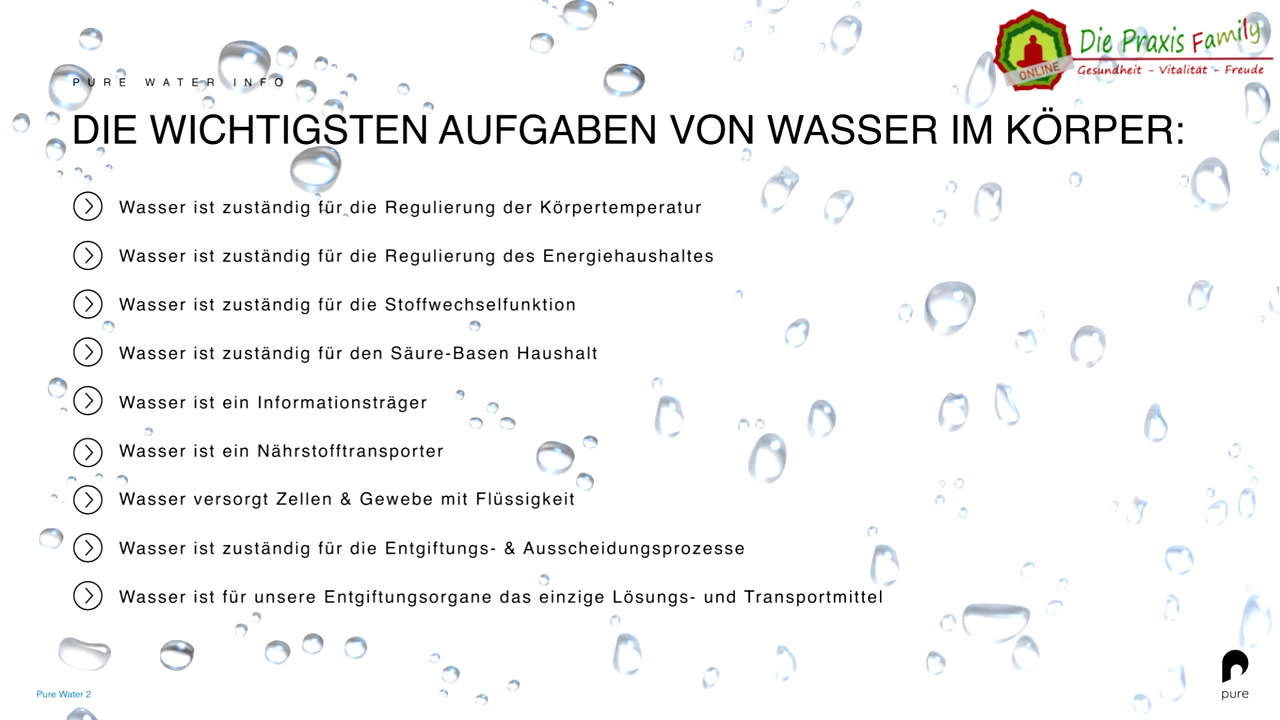 Die Praxis Family
ONLINE
Gesundheit - Vitalität - Freude
PURE WATER INFO
DIE WICHTIGSTEN AUFGABEN VON WASSER IM KÖRPER:
Wasser ist zuständig für die Regulierung der Körpertemperatur
Wasser ist zuständig für die Regulierung des Energiehaushaltes
Wasser ist zuständig für die Stoffwechselfunktion
Wasser ist zuständig für den Säure-Basen Haushalt
Wasser ist ein Informationsträger
Wasser ist ein Nährstofftransporter
Wasser versorgt Zellen & Gewebe mit Flüssigkeit
Wasser ist zuständig für die Entgiftungs- & Ausscheidungsprozesse
Wasser ist für unsere Entgiftungsorgane das einzige Lösungs- und Transportmittel
Pure Water 2
pure